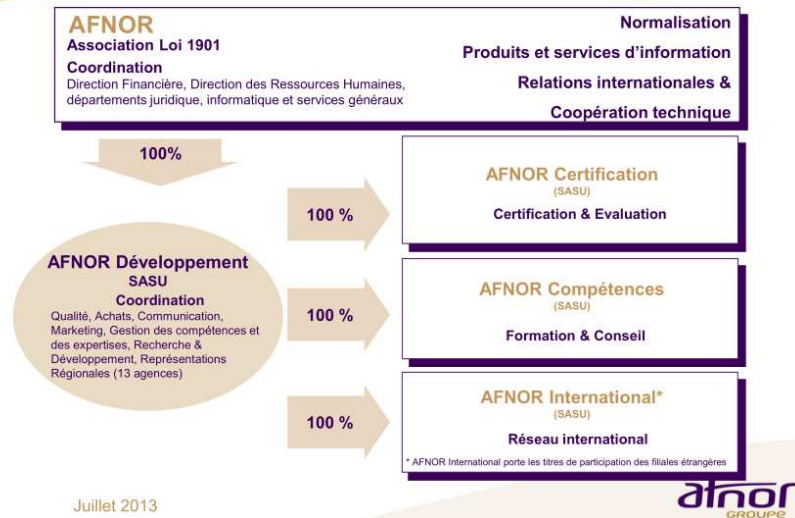 AFNOR
Association Loi 1901
Coordination
Direction Financière, Direction des Ressources Humaines,
départements juridique, informatique et services généraux
Normalisation
Produits et services d'information
Relations internationales &
Coopération technique
100%
AFNOR Développement
SASU
Coordination
Qualité, Achats, Communication,
Marketing, Gestion des compétences et
des expertises, Recherche &
Développement, Représentations
Régionales (13 agences)
100 %
AFNOR Certification
(SASU)
Certification & Evaluation
100 %
AFNOR Compétences
(SASU)
Formation & Conseil
100 %
AFNOR International*
(SASU)
Réseau international
* AFNOR International porte les titres de participation des filiales étrangères
Juillet 2013
afnor
GROUPE